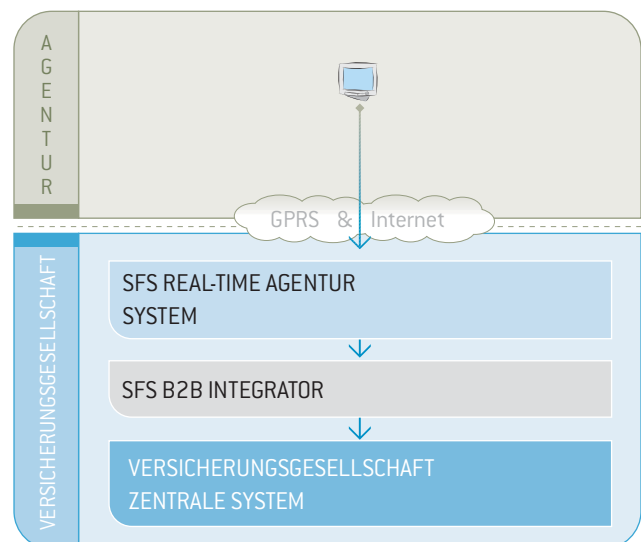 AGENTUR
GPRS & Internet
VERSICHERUNGSGESELLSCHAFT
SFS REAL-TIME AGENTUR
SYSTEM
SFS B2B INTEGRATOR
VERSICHERUNGSGESELLSCHAFT
ZENTRALE SYSTEM